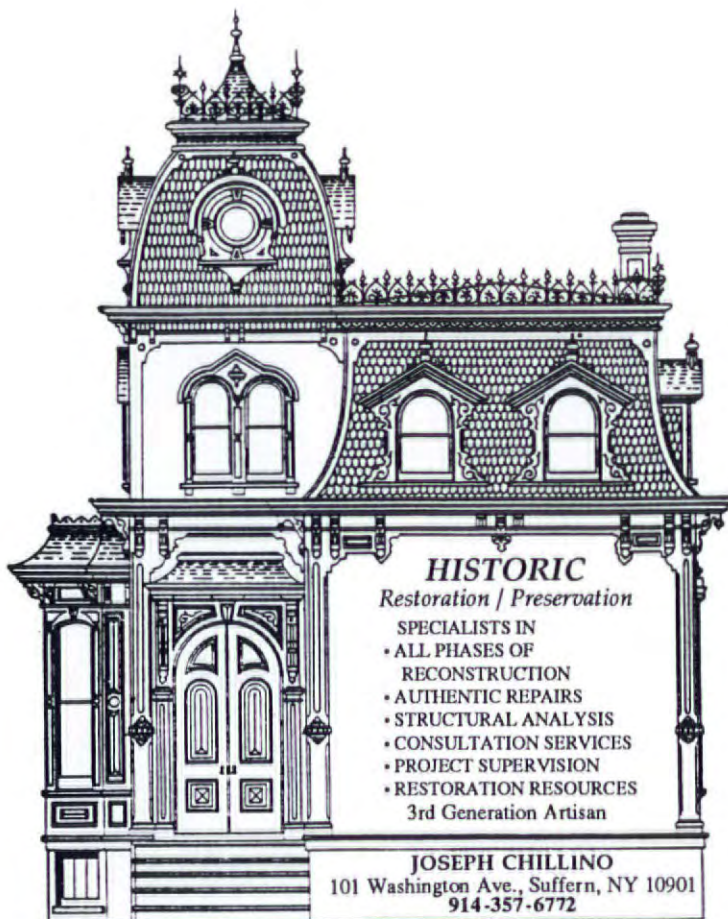 HISTORIC
Restoration / Preservation
SPECIALISTS IN
• ALL PHASES OF
RECONSTRUCTION
• AUTHENTIC REPAIRS
• STRUCTURAL ANALYSIS
• CONSULTATION SERVICES
• PROJECT SUPERVISION
• RESTORATION RESOURCES
3rd Generation Artisan
JOSEPH CHILLINO
101 Washington Ave., Suffern, NY 10901
914-357-6772